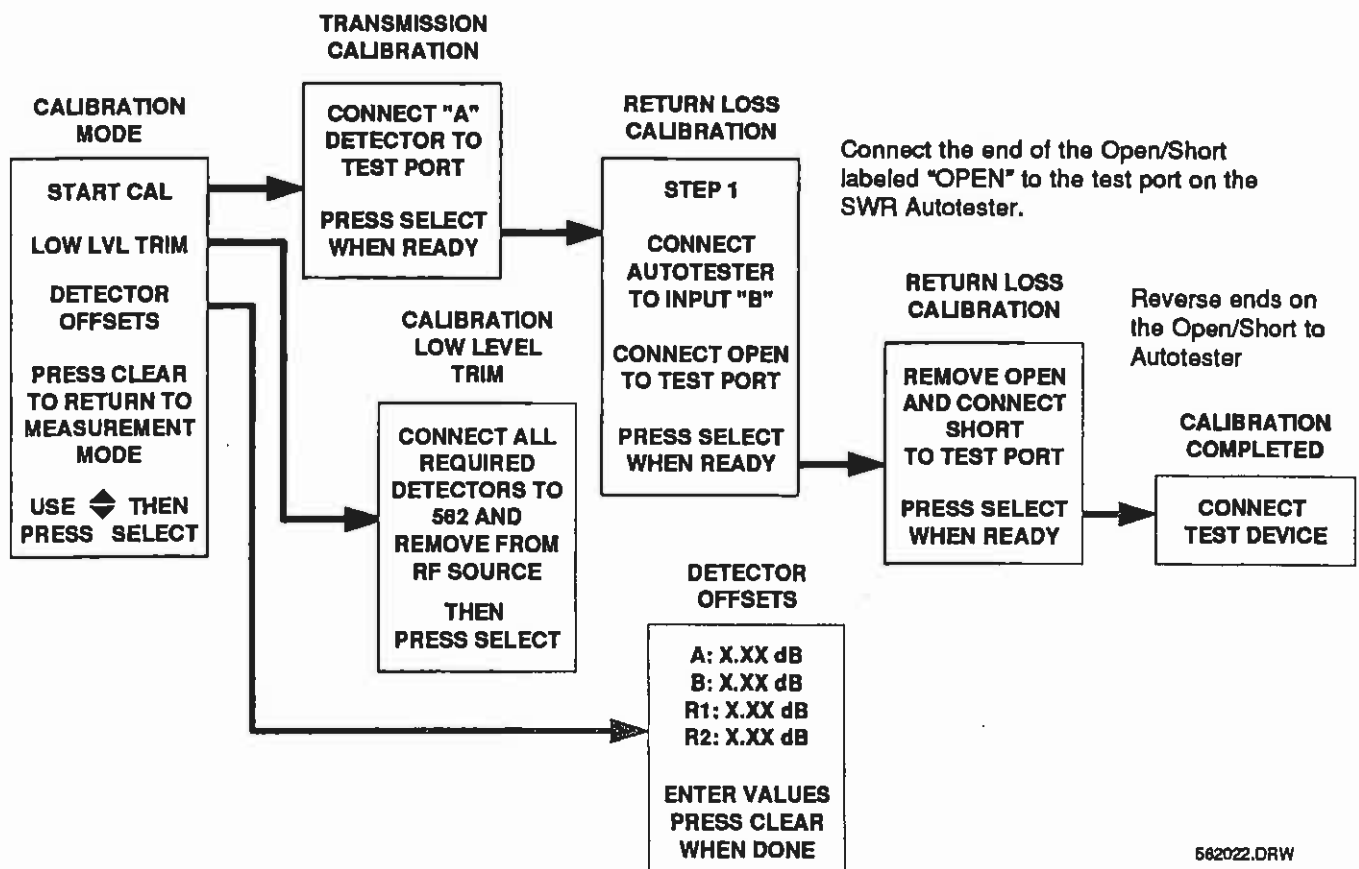 TRANSMISSION
CALIBRATION
CONNECT "A"
DETECTOR TO
TEST PORT
PRESS SELECT
WHEN READY
CALIBRATION
MODE
START CAL
LOW LVL TRIM
DETECTOR
OFFSETS
PRESS CLEAR
TO RETURN TO
MEASUREMENT
MODE
USE THEN
PRESS SELECT
RETURN LOSS
CALIBRATION
STEP 1
CONNECT
AUTOTESTER
TO INPUT "B"
CONNECT OPEN
TO TEST PORT
PRESS SELECT
WHEN READY
Connect the end of the Open/Short
labeled "OPEN" to the test port on the
SWR Autotester.
RETURN LOSS
CALIBRATION
REMOVE OPEN
AND CONNECT
SHORT
TO TEST PORT
PRESS SELECT
WHEN READY
Reverse ends on
the Open/Short to
Autotester
CALIBRATION
COMPLETED
CONNECT
TEST DEVICE
CALIBRATION
LOW LEVEL
TRIM
CONNECT ALL
REQUIRED
DETECTORS TO
562 AND
REMOVE FROM
RF SOURCE
THEN
PRESS SELECT
DETECTOR
OFFSETS
A: X.XX dB
B: X.XX dB
R1: X.XX dB
R2: X.XX dB
ENTER VALUES
PRESS CLEAR
WHEN DONE
562022.DRW